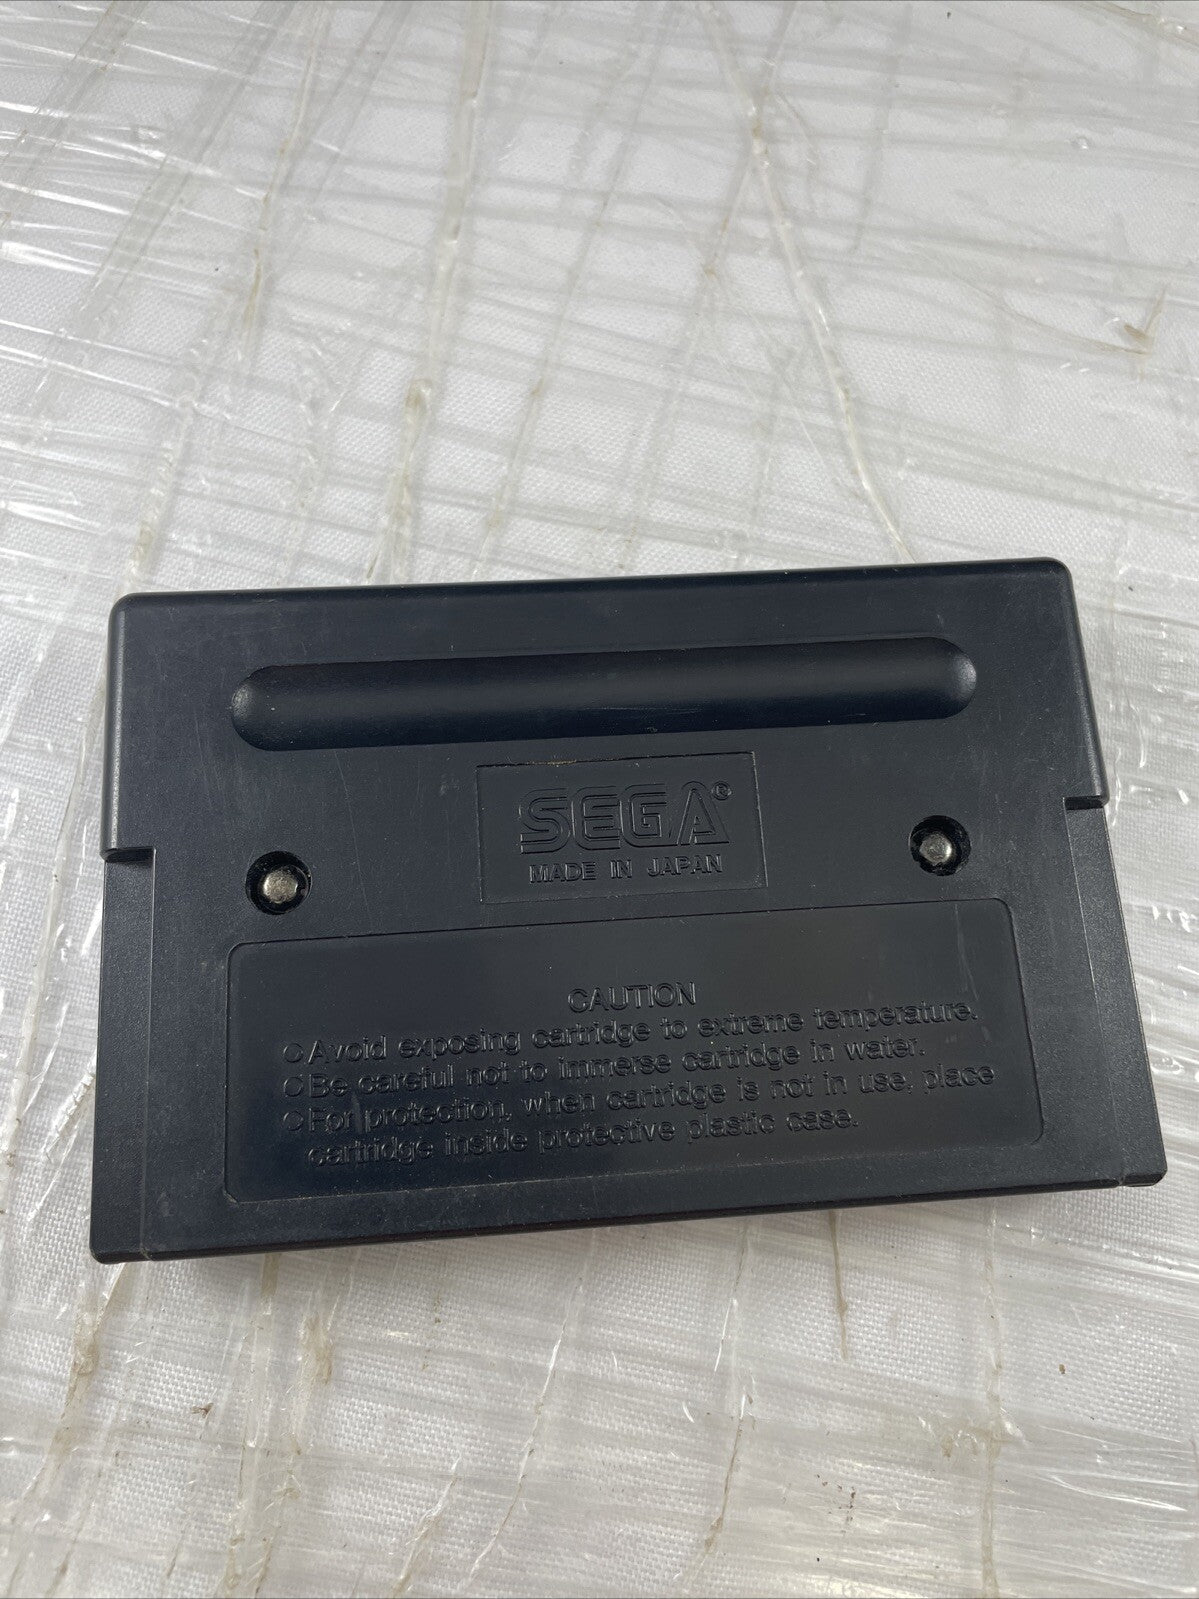 SEGA®
MADE IN JAPAN
CAUTION
○Avoid exposing cartridge to extreme temperature.
○Be careful not to immerse cartridge in water.
○For protection, when cartridge is not in use, place
cartridge inside protective plastic case.